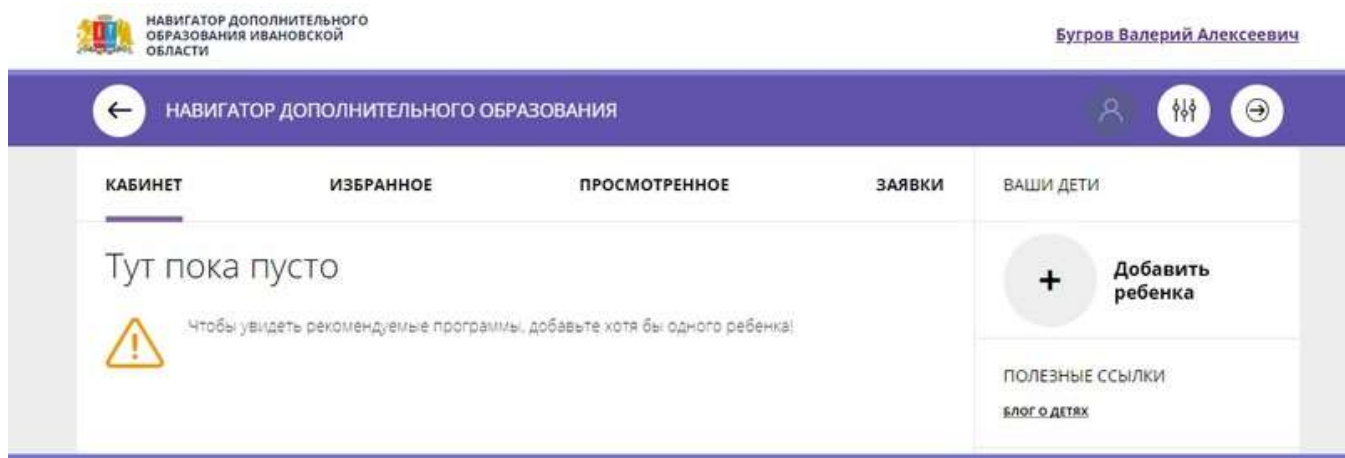 НАВИГАТОР ДОПОЛНИТЕЛЬНОГО
ОБРАЗОВАНИЯ ИВАНОВСКОЙ
ОБЛАСТИ
Бугров Валерий Алексеевич
НАВИГАТОР ДОПОЛНИТЕЛЬНОГО ОБРАЗОВАНИЯ
КАБИНЕТ
ИЗБРАННОЕ
ПРОСМОТРЕННОЕ
ЗАЯВКИ
ВАШИ ДЕТИ
Тут пока пусто
Чтобы увидеть рекомендуемые программы, добавьте хотя бы одного ребенка!
Добавить
ребенка
ПОЛЕЗНЫЕ ССЫЛКИ
БЛОГ О ДЕТЯХ